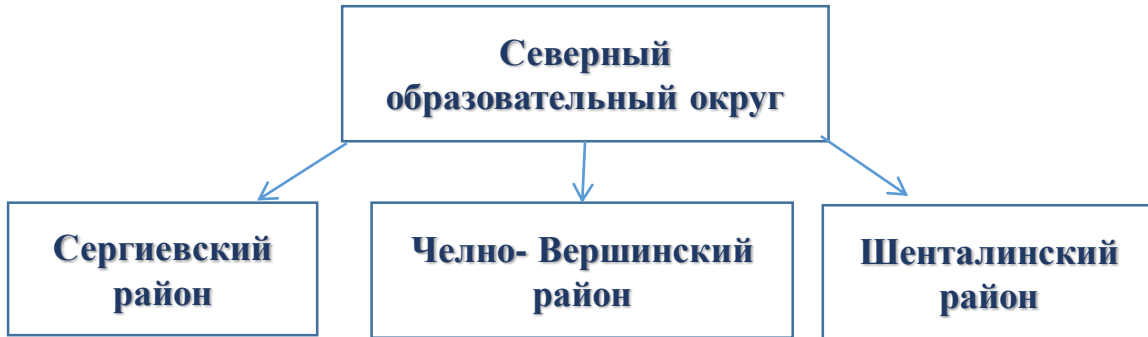 Северный
образовательный округ
Сергиевский
район
Челно- Вершинский
район
Шенталинский
район